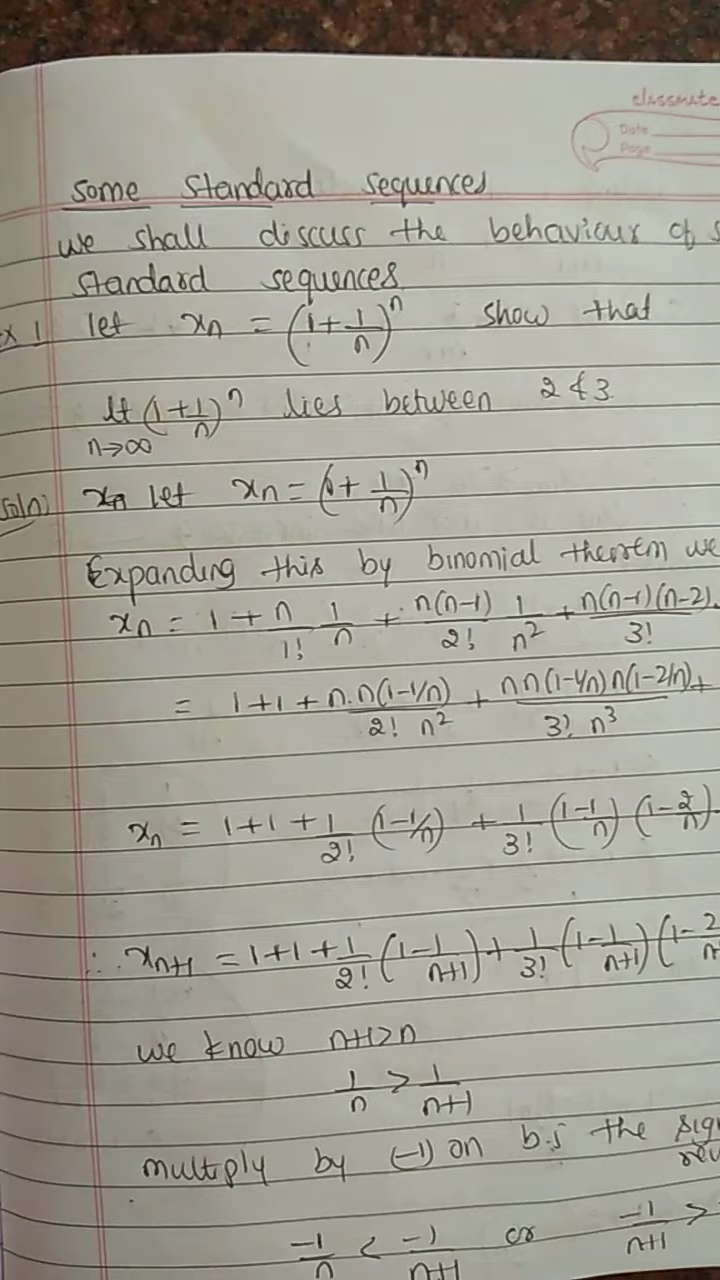 classmate
Date
Page
Some Standard Sequences
we shall discuss the behaviour of s
Standard sequences
x 1 let xn = (1+1/n)^n show that
lt n→∞ (1+1/n)^n lies between 2 & 3.
Soln) let xn = (1+1/n)^n
Expanding this by binomial theorem we
xn = 1 + n/1! 1/n + n(n-1)/2! 1/n² + n(n-1)(n-2)/3!
= 1+1+ n.n(1-1/n)/2! n² + nn(1-1/n)n(1-2/n)/3! n³ +
xn = 1+1+1/2! (1-1/n) + 1/3! (1-1/n) (1-2/n)
∴ xn+1 = 1+1+1/2! (1-1/n+1) + 1/3! (1-1/n+1) (1-2/n
we know n+1>n
1/n > 1/n+1
multiply by (-1) on b.s the sign
rev
-1/n < -1/n+1 or -1/n+1 >